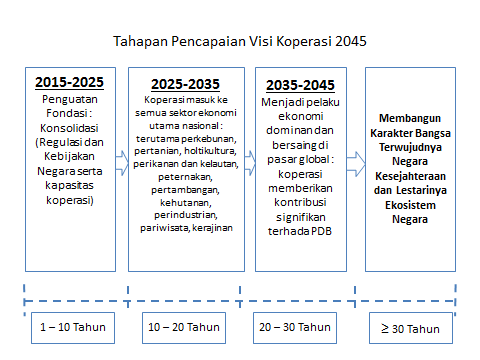 Tahapan Pencapaian Visi Koperasi 2045
2015-2025
Penguatan
Fondasi :
Konsolidasi
(Regulasi dan
Kebijakan
Negara serta
kapasitas
koperasi)
2025-2035
Koperasi masuk ke
semua sektor ekonomi
utama nasional :
terutama perkebunan,
pertanian, holtikultura,
perikanan dan kelautan,
peternakan,
pertambangan,
kehutanan,
perindustrian,
pariwisata, kerajinan
2035-2045
Menjadi pelaku
ekonomi
dominan dan
bersaing di
pasar global :
koperasi
memberikan
kontribusi
signifikan
terhada PDB
Membangun
Karakter Bangsa
Terwujudnya
Negara
Kesejahteraan
dan Lestarinya
Ekosistem
Negara
1 – 10 Tahun
10 – 20 Tahun
20 – 30 Tahun
≥ 30 Tahun